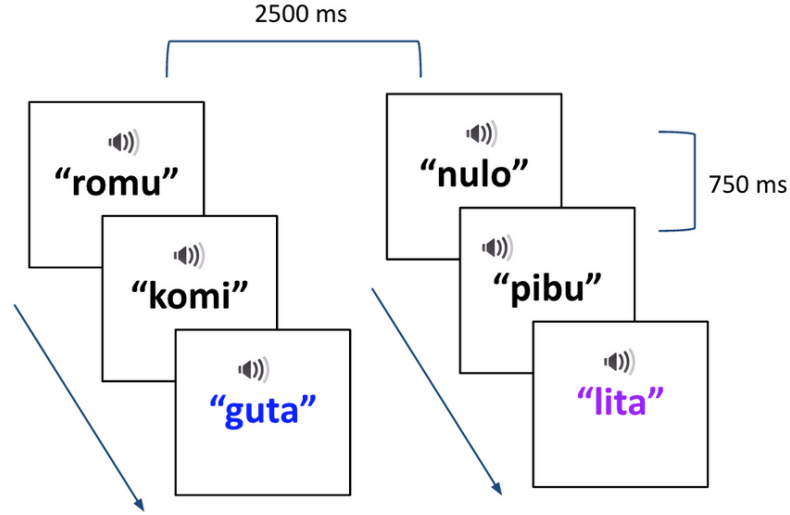 2500 ms
“romu”
“komi”
“guta”
“nulo”
“pibu”
“lita”
750 ms